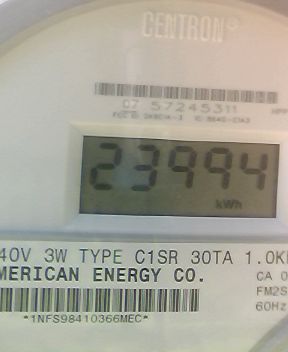 CENTRON®
07 57245311
23994
kWh
40V 3W TYPE C1SR 30TA 1.0K
MERICAN ENERGY CO.
CA 0
FM2S
60Hz
*1NFS98410366MEC*